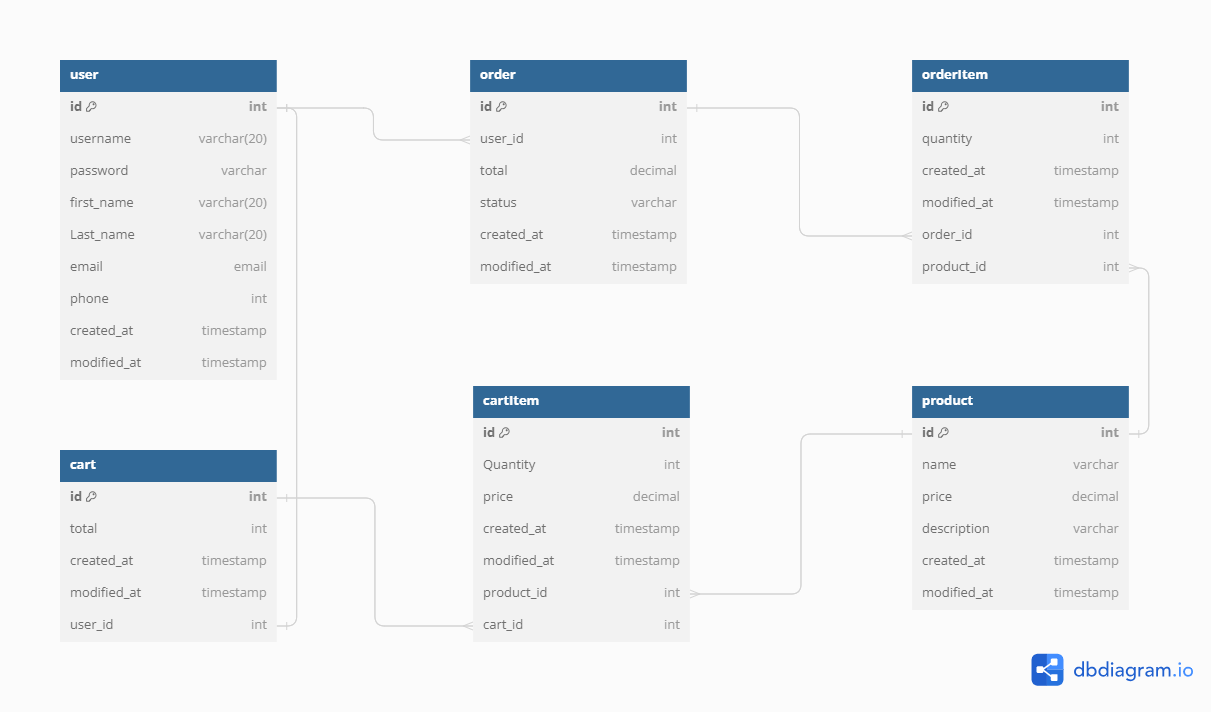 user
id int
username varchar(20)
password varchar
first_name varchar(20)
Last_name varchar(20)
email email
phone int
created_at timestamp
modified_at timestamp
order
id int
user_id int
total decimal
status varchar
created_at timestamp
modified_at timestamp
orderItem
id int
quantity int
created_at timestamp
modified_at timestamp
order_id int
product_id int
cart
id int
total int
created_at timestamp
modified_at timestamp
user_id int
cartItem
id int
Quantity int
price decimal
created_at timestamp
modified_at timestamp
product_id int
cart_id int
product
id int
name varchar
price decimal
description varchar
created_at timestamp
modified_at timestamp
dbdiagram.io